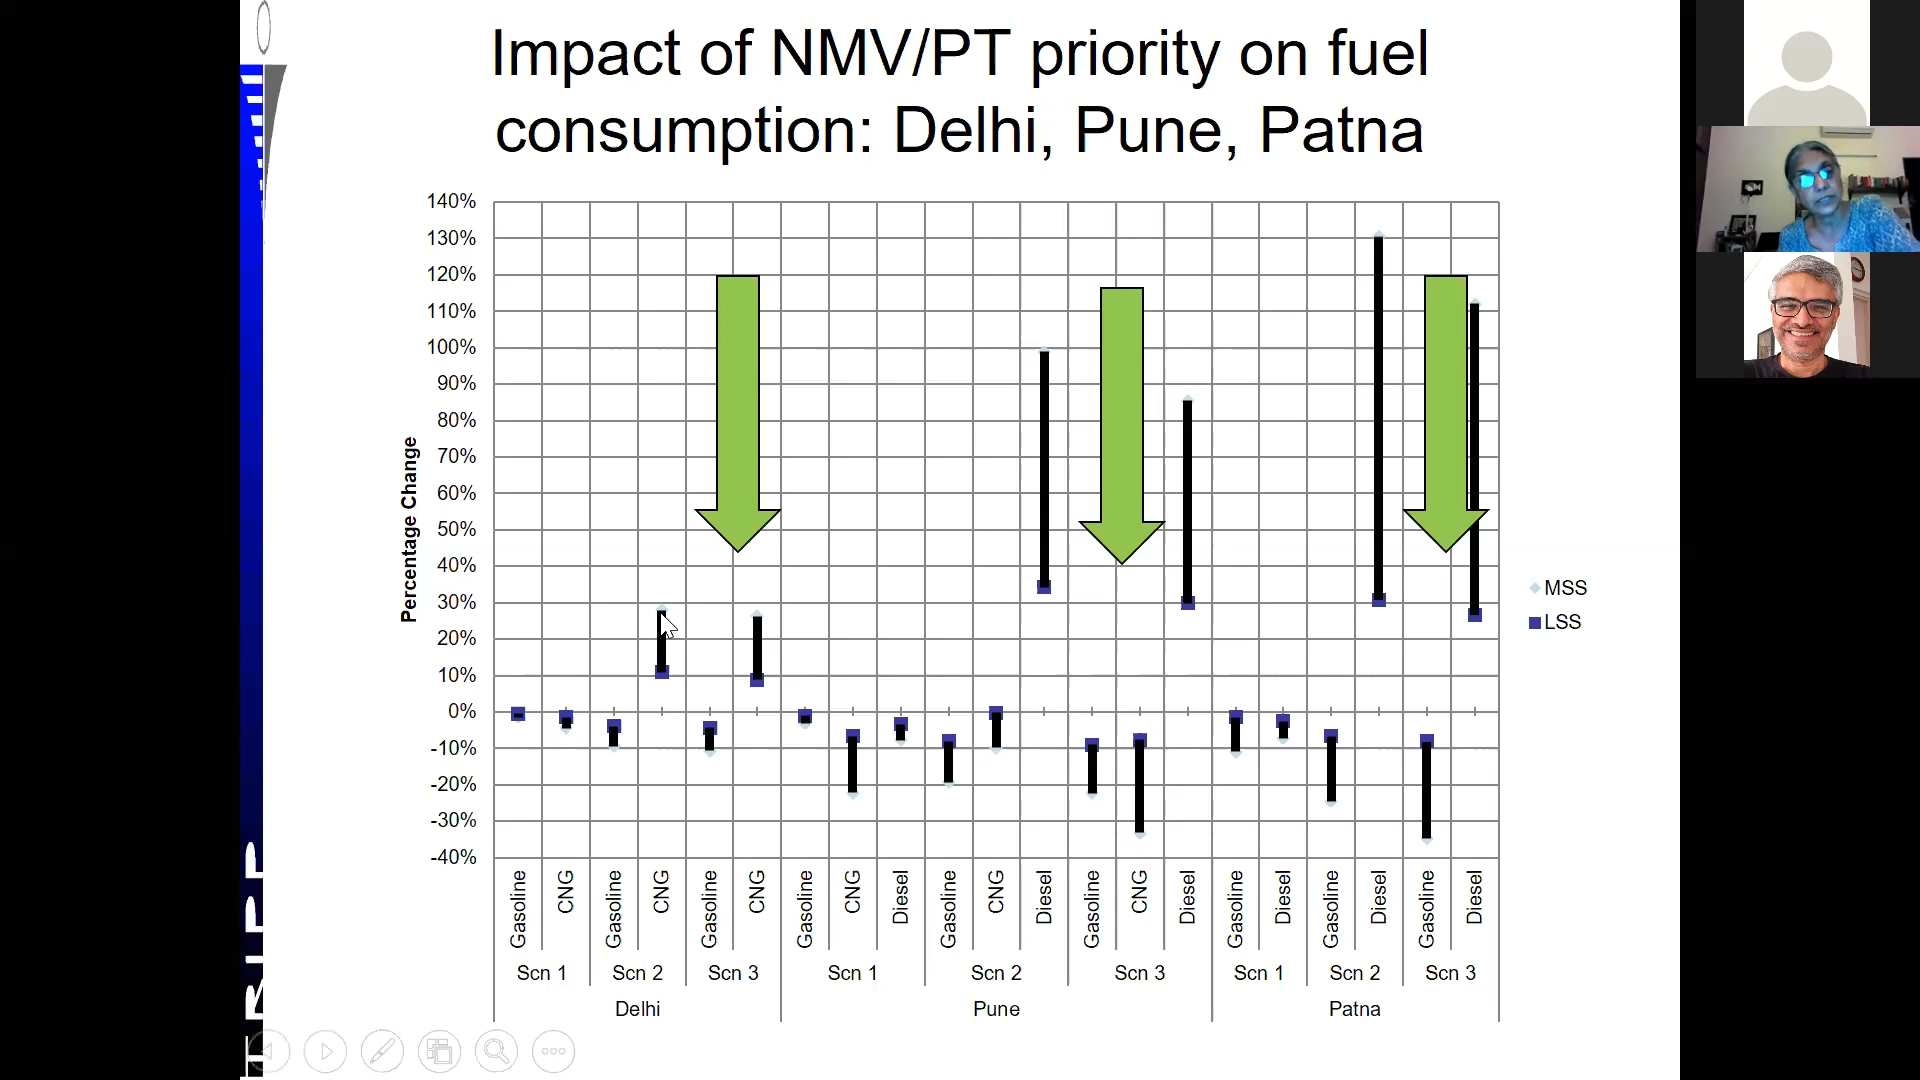 Impact of NMV/PT priority on fuel
consumption: Delhi, Pune, Patna
140%
130%
120%
110%
100%
90%
80%
70%
60%
50%
40%
30%
20%
10%
0%
-10%
-20%
-30%
-40%
Percentage Change
MSS
LSS
Gasoline CNG Gasoline CNG Gasoline CNG Gasoline CNG Diesel Gasoline CNG Diesel Gasoline CNG Diesel Gasoline Diesel Gasoline Diesel Gasoline Diesel
Scn 1 Scn 2 Scn 3 Scn 1 Scn 2 Scn 3 Scn 1 Scn 2 Scn 3
Delhi Pune Patna